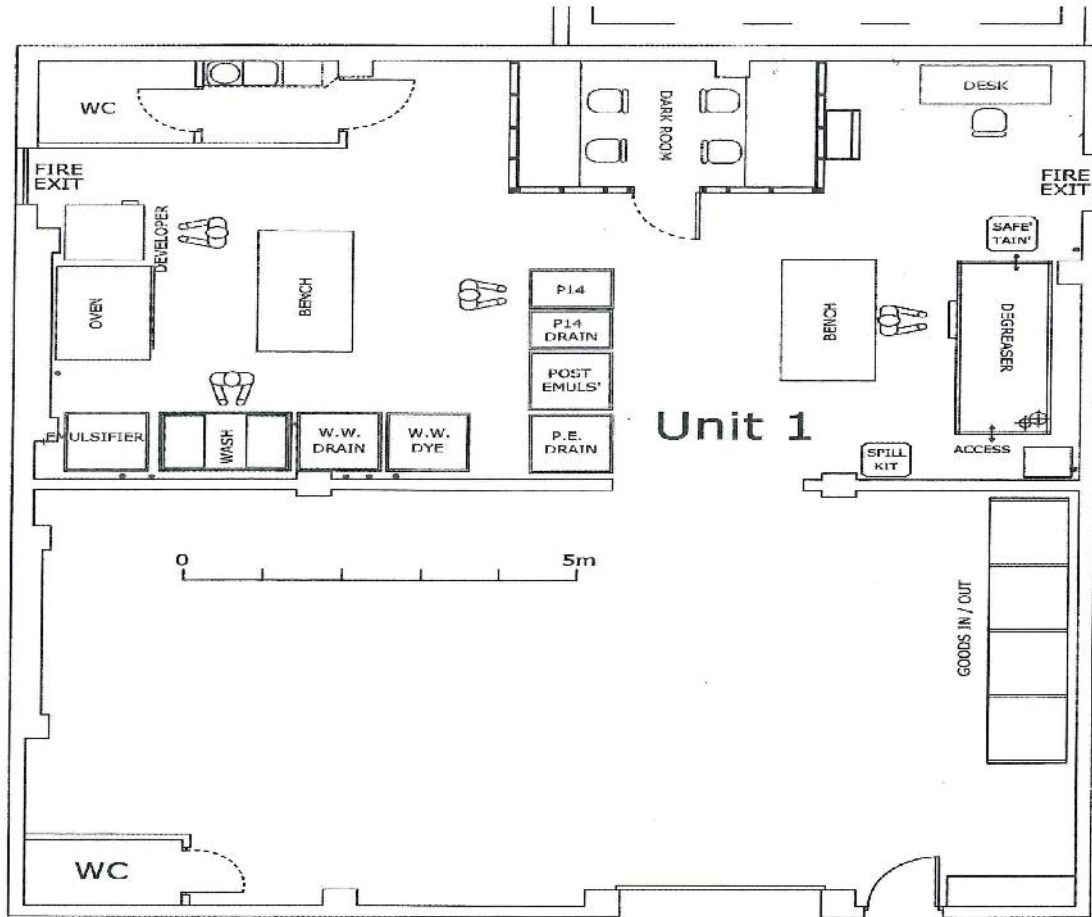 WC
DARK ROOM
DESK
FIRE
EXIT
FIRE
EXIT
DEVELOPER
SAFE'
TAIN'
OVEN
BENCH
P14
P14
DRAIN
POST
EMULS'
BENCH
DEGREASER
EMULSIFIER
WASH
W.W.
DRAIN
W.W.
DYE
P.E.
DRAIN
Unit 1
SPILL
KIT
ACCESS
0 5m
GOODS IN / OUT
WC